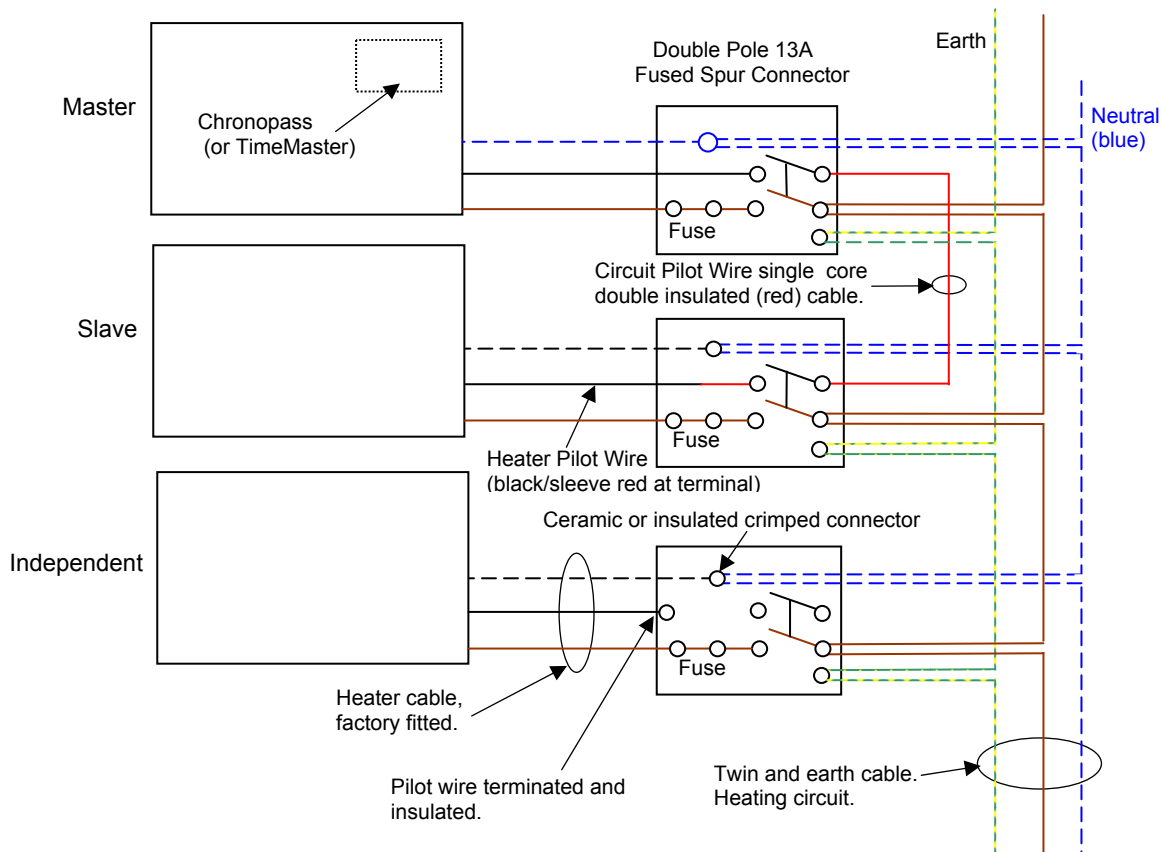 Double Pole 13A
Fused Spur Connector
Earth
Master
Chronopass
(or TimeMaster)
Neutral
(blue)
Fuse
Circuit Pilot Wire single core
double insulated (red) cable.
Slave
Fuse
Heater Pilot Wire
(black/sleeve red at terminal)
Ceramic or insulated crimped connector
Independent
Fuse
Heater cable,
factory fitted.
Pilot wire terminated and
insulated.
Twin and earth cable.
Heating circuit.